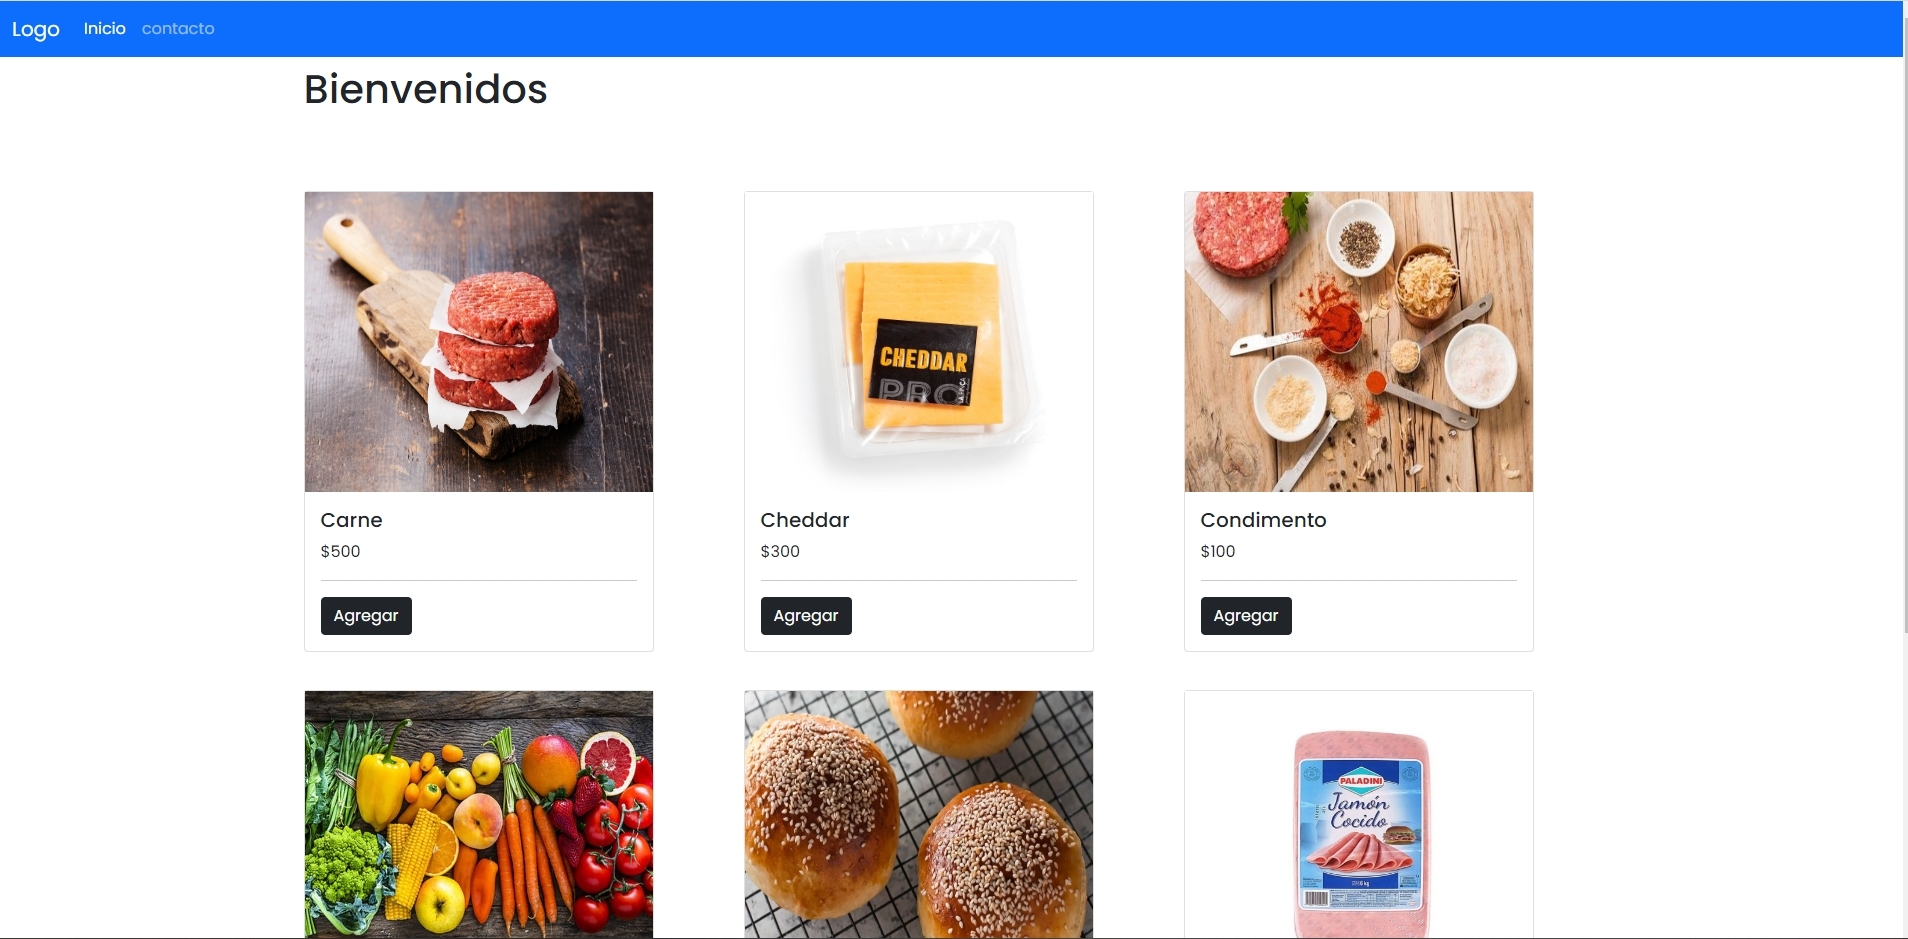 Logo Inicio contacto
Bienvenidos
CHEDDAR
PRO
Carne
$500
Agregar
Cheddar
$300
Agregar
Condimento
$100
Agregar
PALADINI
Jamón
Cocido